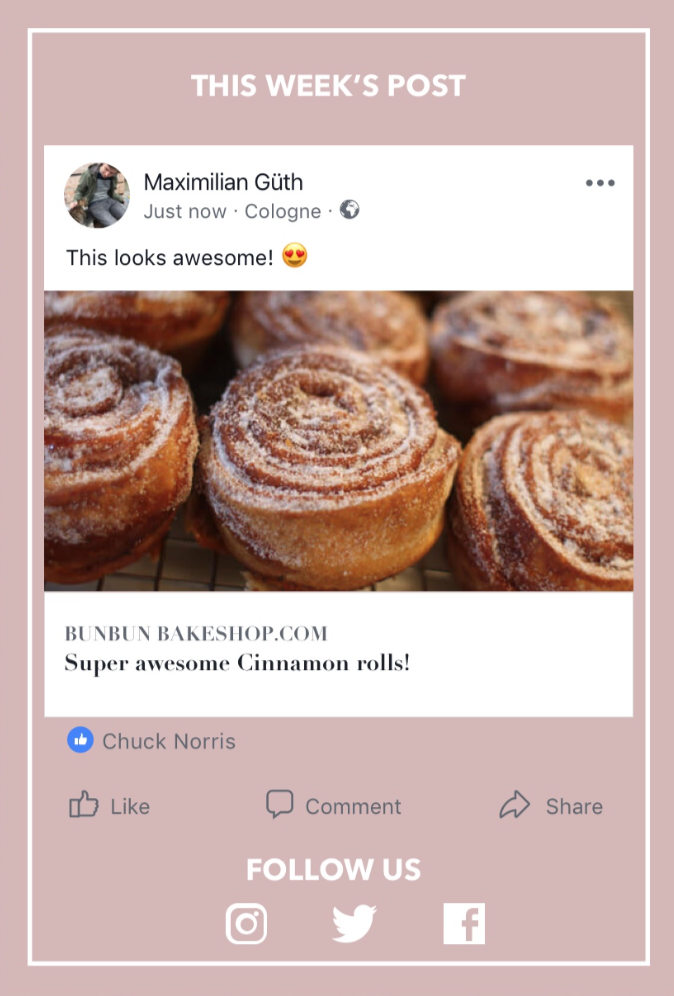 THIS WEEK’S POST
Maximilian Güth
Just now · Cologne ·
This looks awesome! 😍
BUNBUN BAKESHOP.COM
Super awesome Cinnamon rolls!
Chuck Norris
Like Comment Share
FOLLOW US